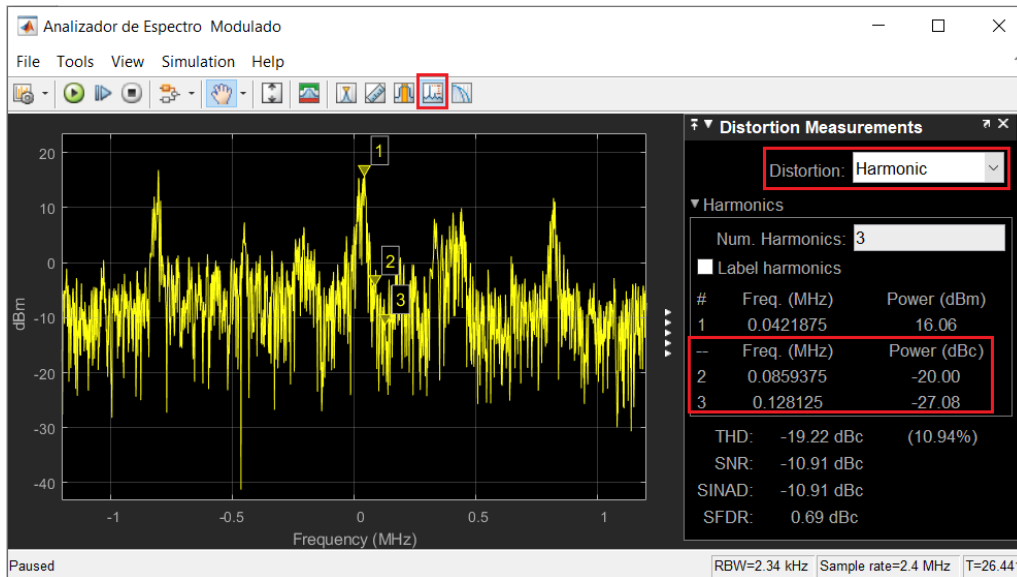 Analizador de Espectro Modulado
File Tools View Simulation Help
Distortion Measurements
Distortion: Harmonic
Harmonics
Num. Harmonics: 3
Label harmonics
# Freq. (MHz) Power (dBm)
1 0.0421875 16.06
-- Freq. (MHz) Power (dBc)
2 0.0859375 -20.00
3 0.128125 -27.08
THD: -19.22 dBc (10.94%)
SNR: -10.91 dBc
SINAD: -10.91 dBc
SFDR: 0.69 dBc
20
10
0
-10
-20
-30
-40
dBm
1
2
3
-1 -0.5 0 0.5 1
Frequency (MHz)
Paused
RBW=2.34 kHz Sample rate=2.4 MHz T=26.44